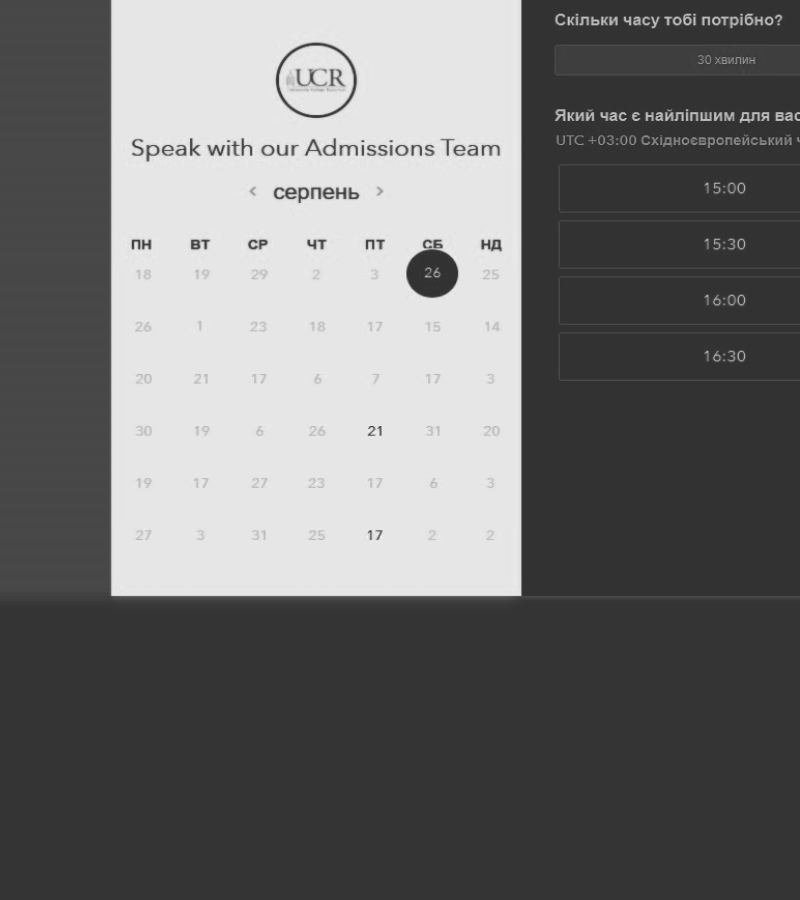 UCR
Speak with our Admissions Team
< серпень >
ПН ВТ СР ЧТ ПТ СБ НД
18 19 29 2 3 26 25
26 1 23 18 17 15 14
20 21 17 6 7 17 3
30 19 6 26 21 31 20
19 17 27 23 17 6 3
27 3 31 25 17 2 2
Скільки часу тобі потрібно?
30 хвилин
Який час є найліпшим для вас
UTC +03:00 Східноєвропейський ч
15:00
15:30
16:00
16:30